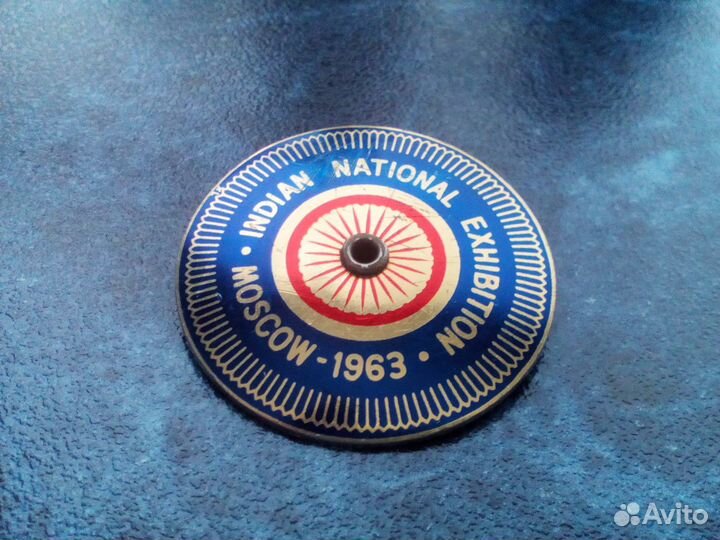 INDIAN NATIONAL EXHIBITION
• MOSCOW - 1963 •
Avito